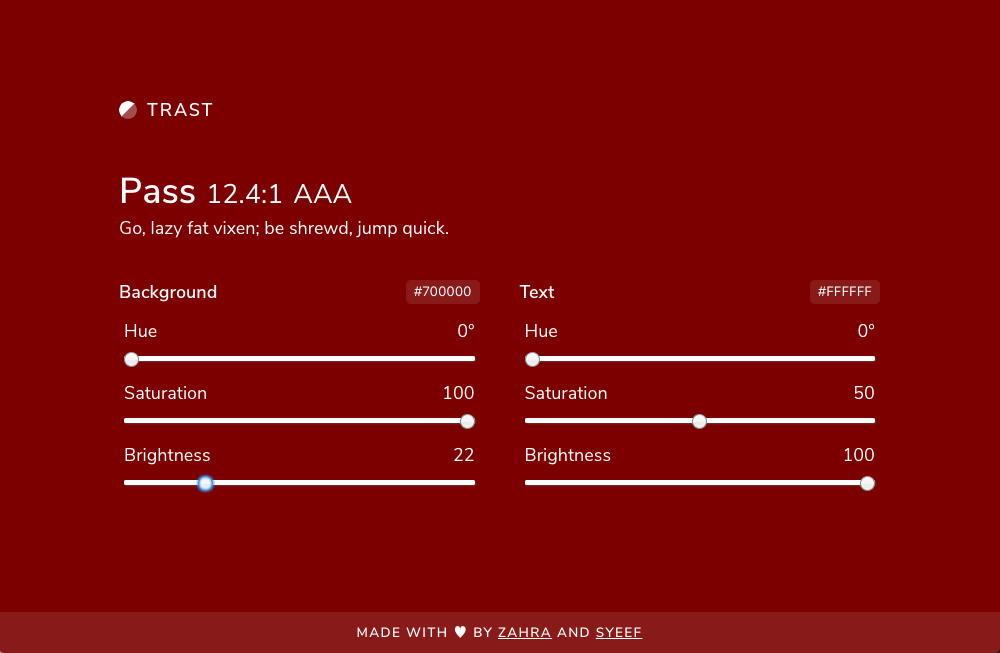 TRAST
Pass 12.4:1 AAA
Go, lazy fat vixen; be shrewd, jump quick.
Background #700000
Hue 0°
Saturation 100
Brightness 22
Text #FFFFFF
Hue 0°
Saturation 50
Brightness 100
MADE WITH ♥ BY ZAHRA AND SYEEF